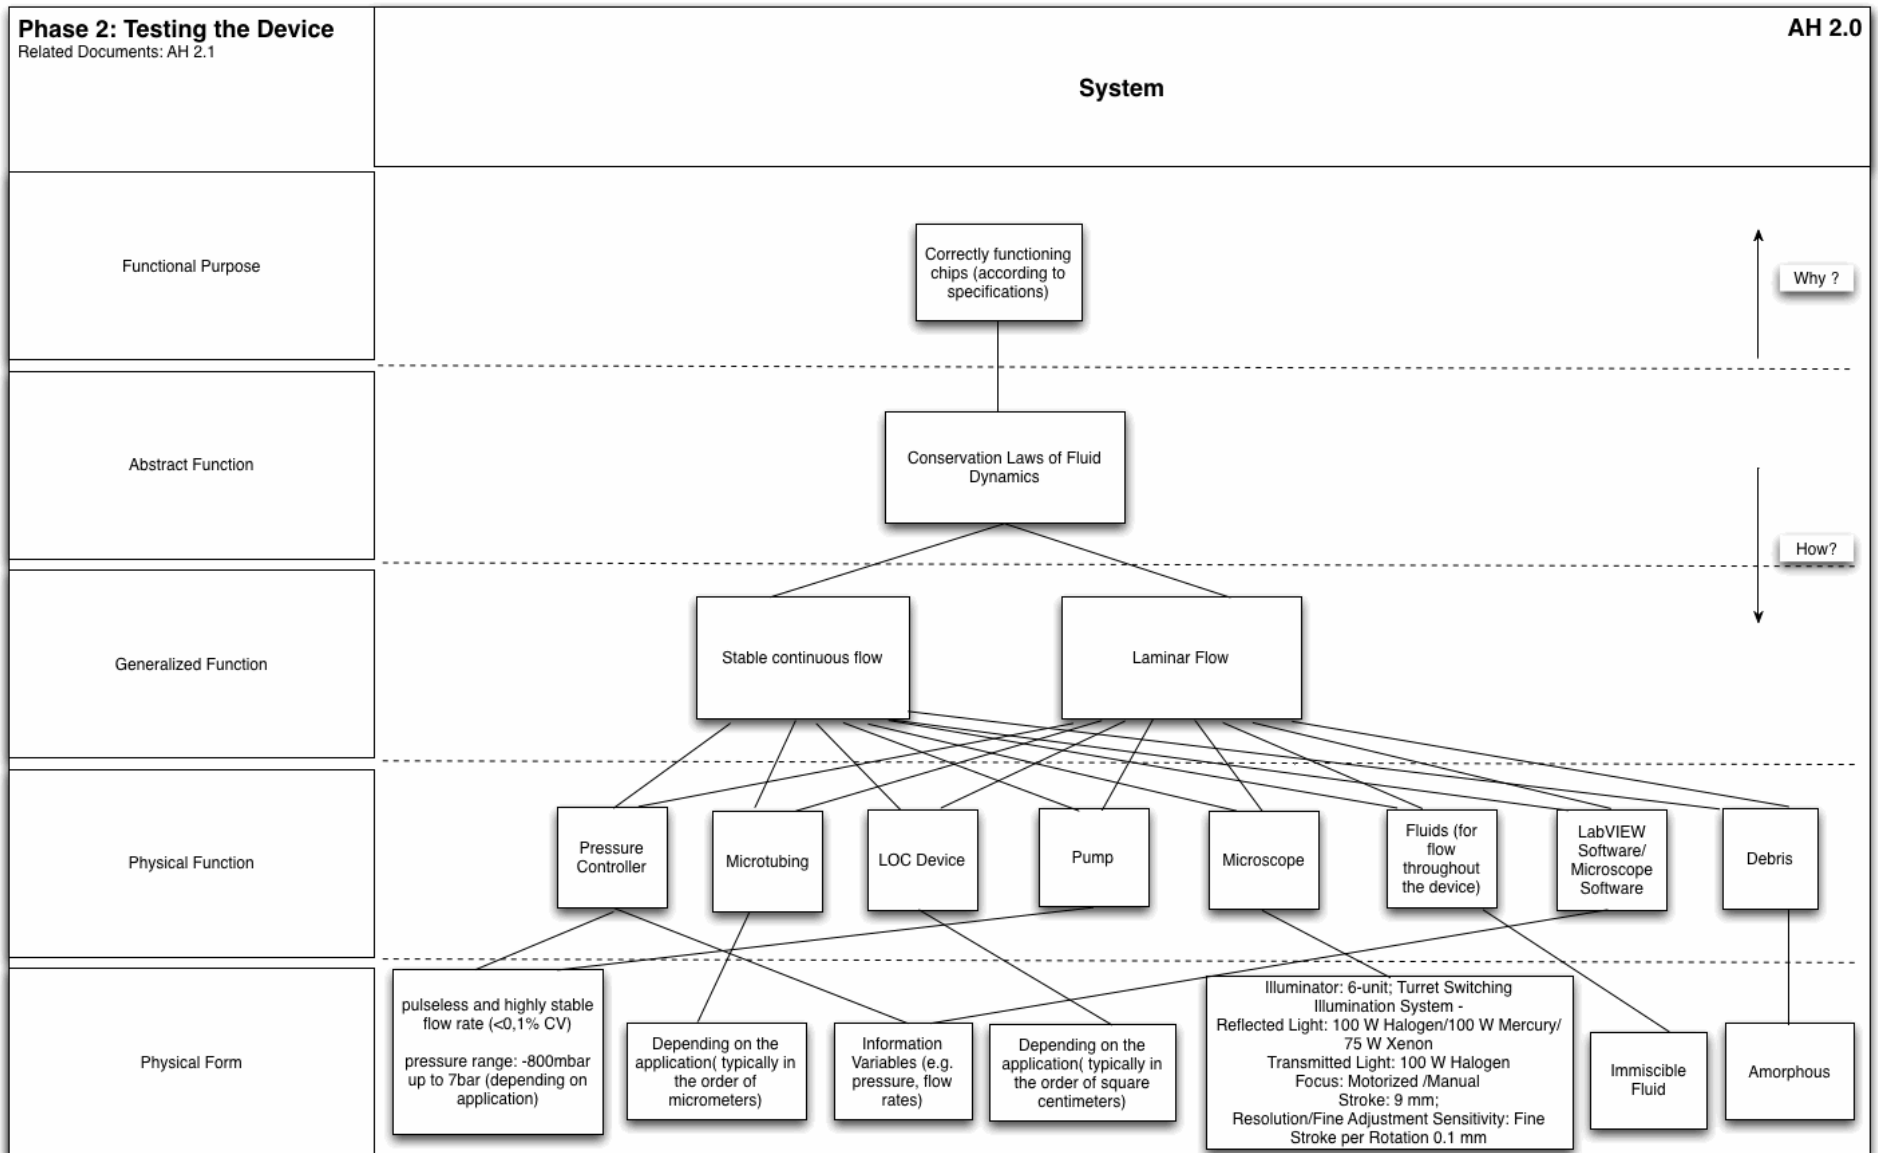 Phase 2: Testing the Device
Related Documents: AH 2.1
AH 2.0
System
Functional Purpose
Correctly functioning
chips (according to
specifications)
Why ?
Abstract Function
Conservation Laws of Fluid
Dynamics
How?
Generalized Function
Stable continuous flow
Laminar Flow
Physical Function
Pressure
Controller
Microtubing
LOC Device
Pump
Microscope
Fluids (for
flow
throughout
the device)
LabVIEW
Software/
Microscope
Software
Debris
Physical Form
pulseless and highly stable
flow rate (<0,1% CV)
pressure range: -800mbar
up to 7bar (depending on
application)
Depending on the
application( typically in
the order of
micrometers)
Information
Variables (e.g.
pressure, flow
rates)
Depending on the
application( typically in
the order of square
centimeters)
Illuminator: 6-unit; Turret Switching
Illumination System -
Reflected Light: 100 W Halogen/100 W Mercury/
75 W Xenon
Transmitted Light: 100 W Halogen
Focus: Motorized /Manual
Stroke: 9 mm;
Resolution/Fine Adjustment Sensitivity: Fine
Stroke per Rotation 0.1 mm
Immiscible
Fluid
Amorphous